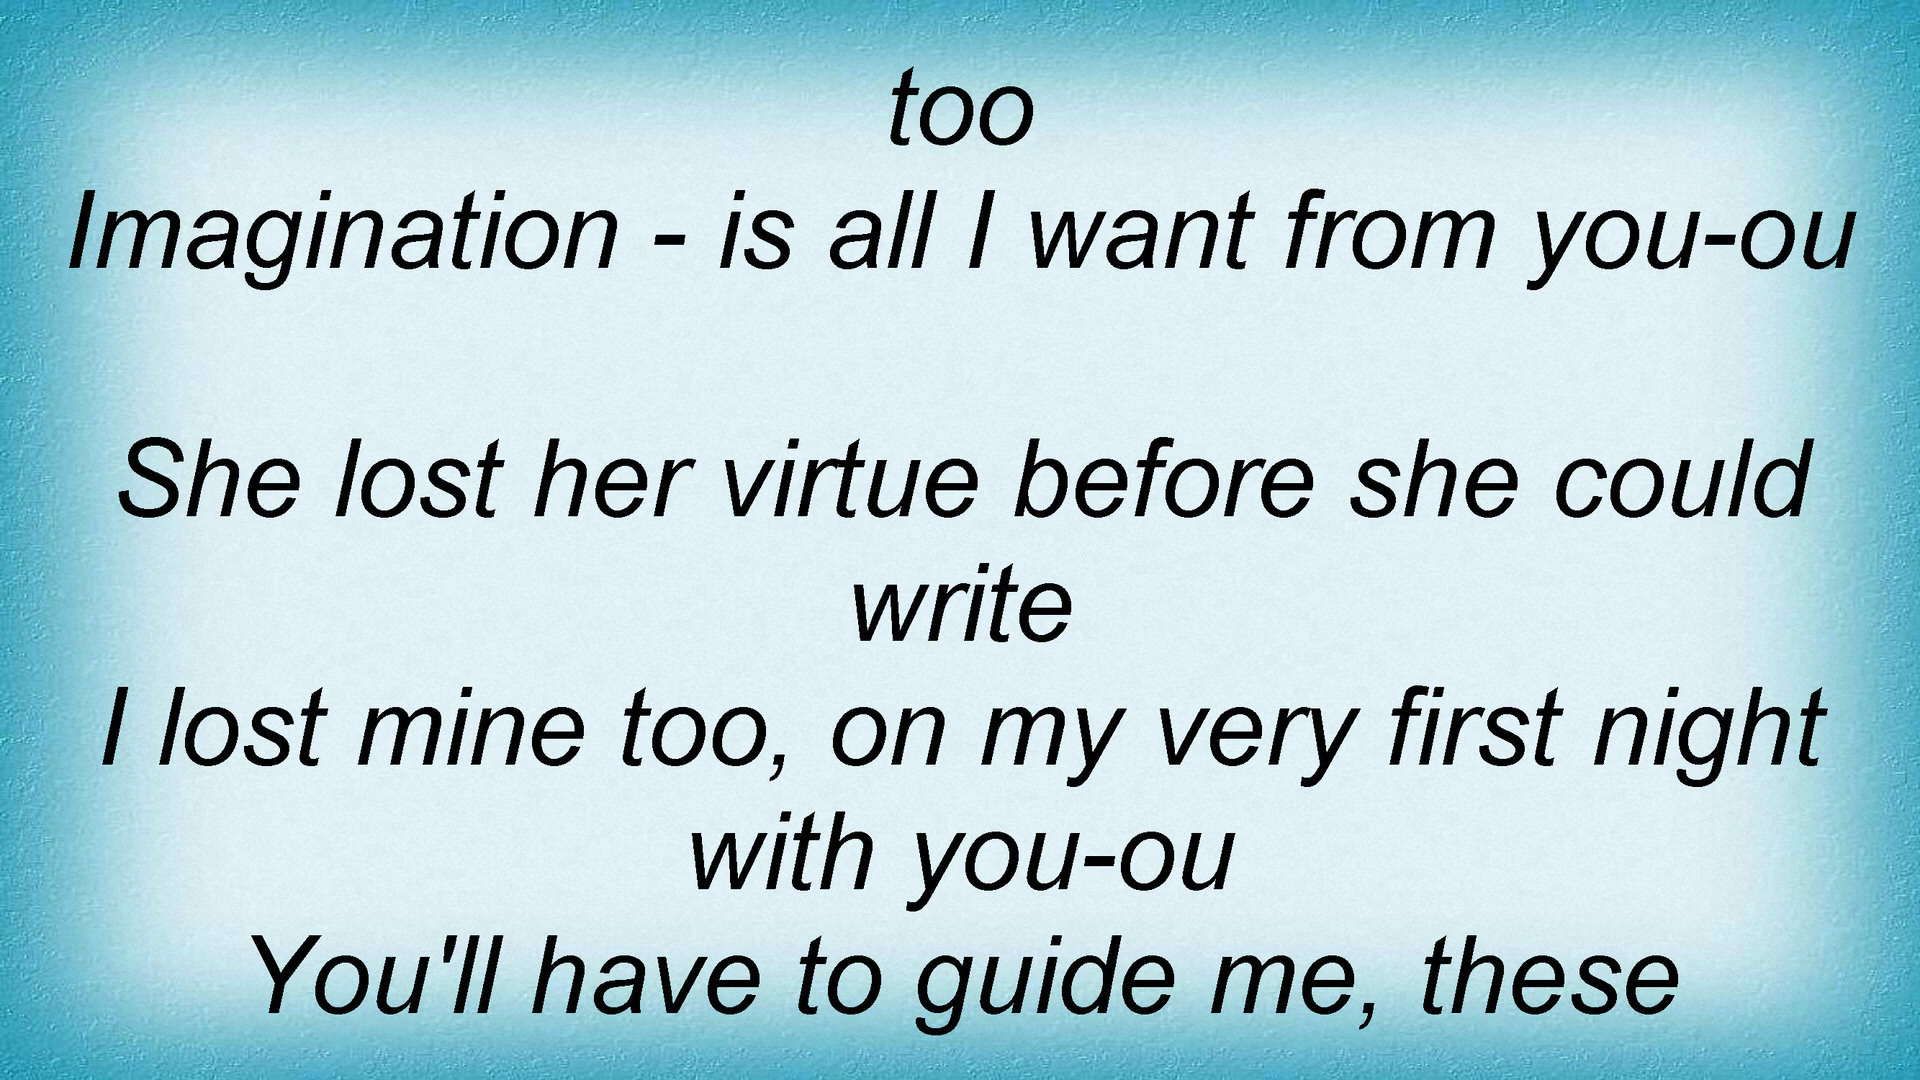 too
Imagination - is all I want from you-ou
She lost her virtue before she could
write
I lost mine too, on my very first night
with you-ou
You'll have to guide me, these